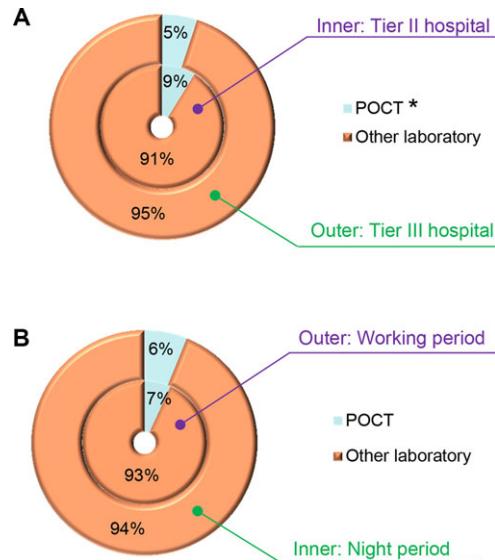 A
5%
Inner: Tier II hospital
9%
POCT *
Other laboratory
91%
95%
Outer: Tier III hospital
B
6%
Outer: Working period
7%
POCT
Other laboratory
93%
94%
Inner: Night period